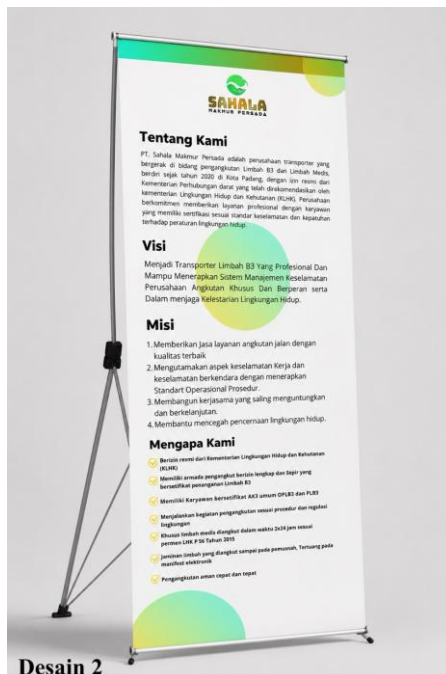 SAHALA
MAKMUR PERSADA
Tentang Kami
PT. Sahala Makmur Persada adalah perusahaan transporter yang
bergerak di bidang pengangkutan Limbah B3 dan Limbah Medis,
berdiri sejak tahun 2020 di Kota Padang, dengan izin resmi dari
Kementerian Perhubungan darat yang telah direkomendasikan oleh
kementerian Lingkungan Hidup dan Kehutanan (KLHK). Perusahaan
berkomitmen memberikan layanan profesional dengan karyawan
yang memiliki sertifikasi sesuai standar keselamatan dan kepatuhan
terhadap peraturan lingkungan hidup.
Visi
Menjadi Transporter Limbah B3 Yang Profesional Dan
Mampu Menerapkan Sistem Manajemen Keselamatan
Perusahaan Angkutan Khusus Dan Berperan serta
Dalam menjaga Kelestarian Lingkungan Hidup.
Misi
1. Memberikan Jasa layanan angkutan jalan dengan
kualitas terbaik
2. Mengutamakan aspek keselamatan Kerja dan
keselamatan berkendara dengan menerapkan
Standart Operasional Prosedur.
3. Membangun kerjasama yang saling menguntungkan
dan berkelanjutan.
4. Membantu mencegah pencernaan lingkungan hidup.
Mengapa Kami
Berizin resmi dari Kementerian Lingkungan Hidup dan Kehutanan
(KLHK)
Memiliki armada pengangkut berizin lengkap dan Sopir yang
bersetifikat penanganan Limbah B3
Memiliki Karyawan bersetifikat AK3 umum OPLB3 dan PLB3
Menjalankan kegiatan pengangkutan sesuai prosedur dan regulasi
lingkungan
Khusus limbah medis diangkut dalam waktu 2x24 jam sesuai
permen LHK P 56 Tahun 2015
Jaminan limbah yang diangkut sampai pada pemusnah, Tertuang pada
manifest elektronik
Pengangkutan aman cepat dan tepat
Desain 2